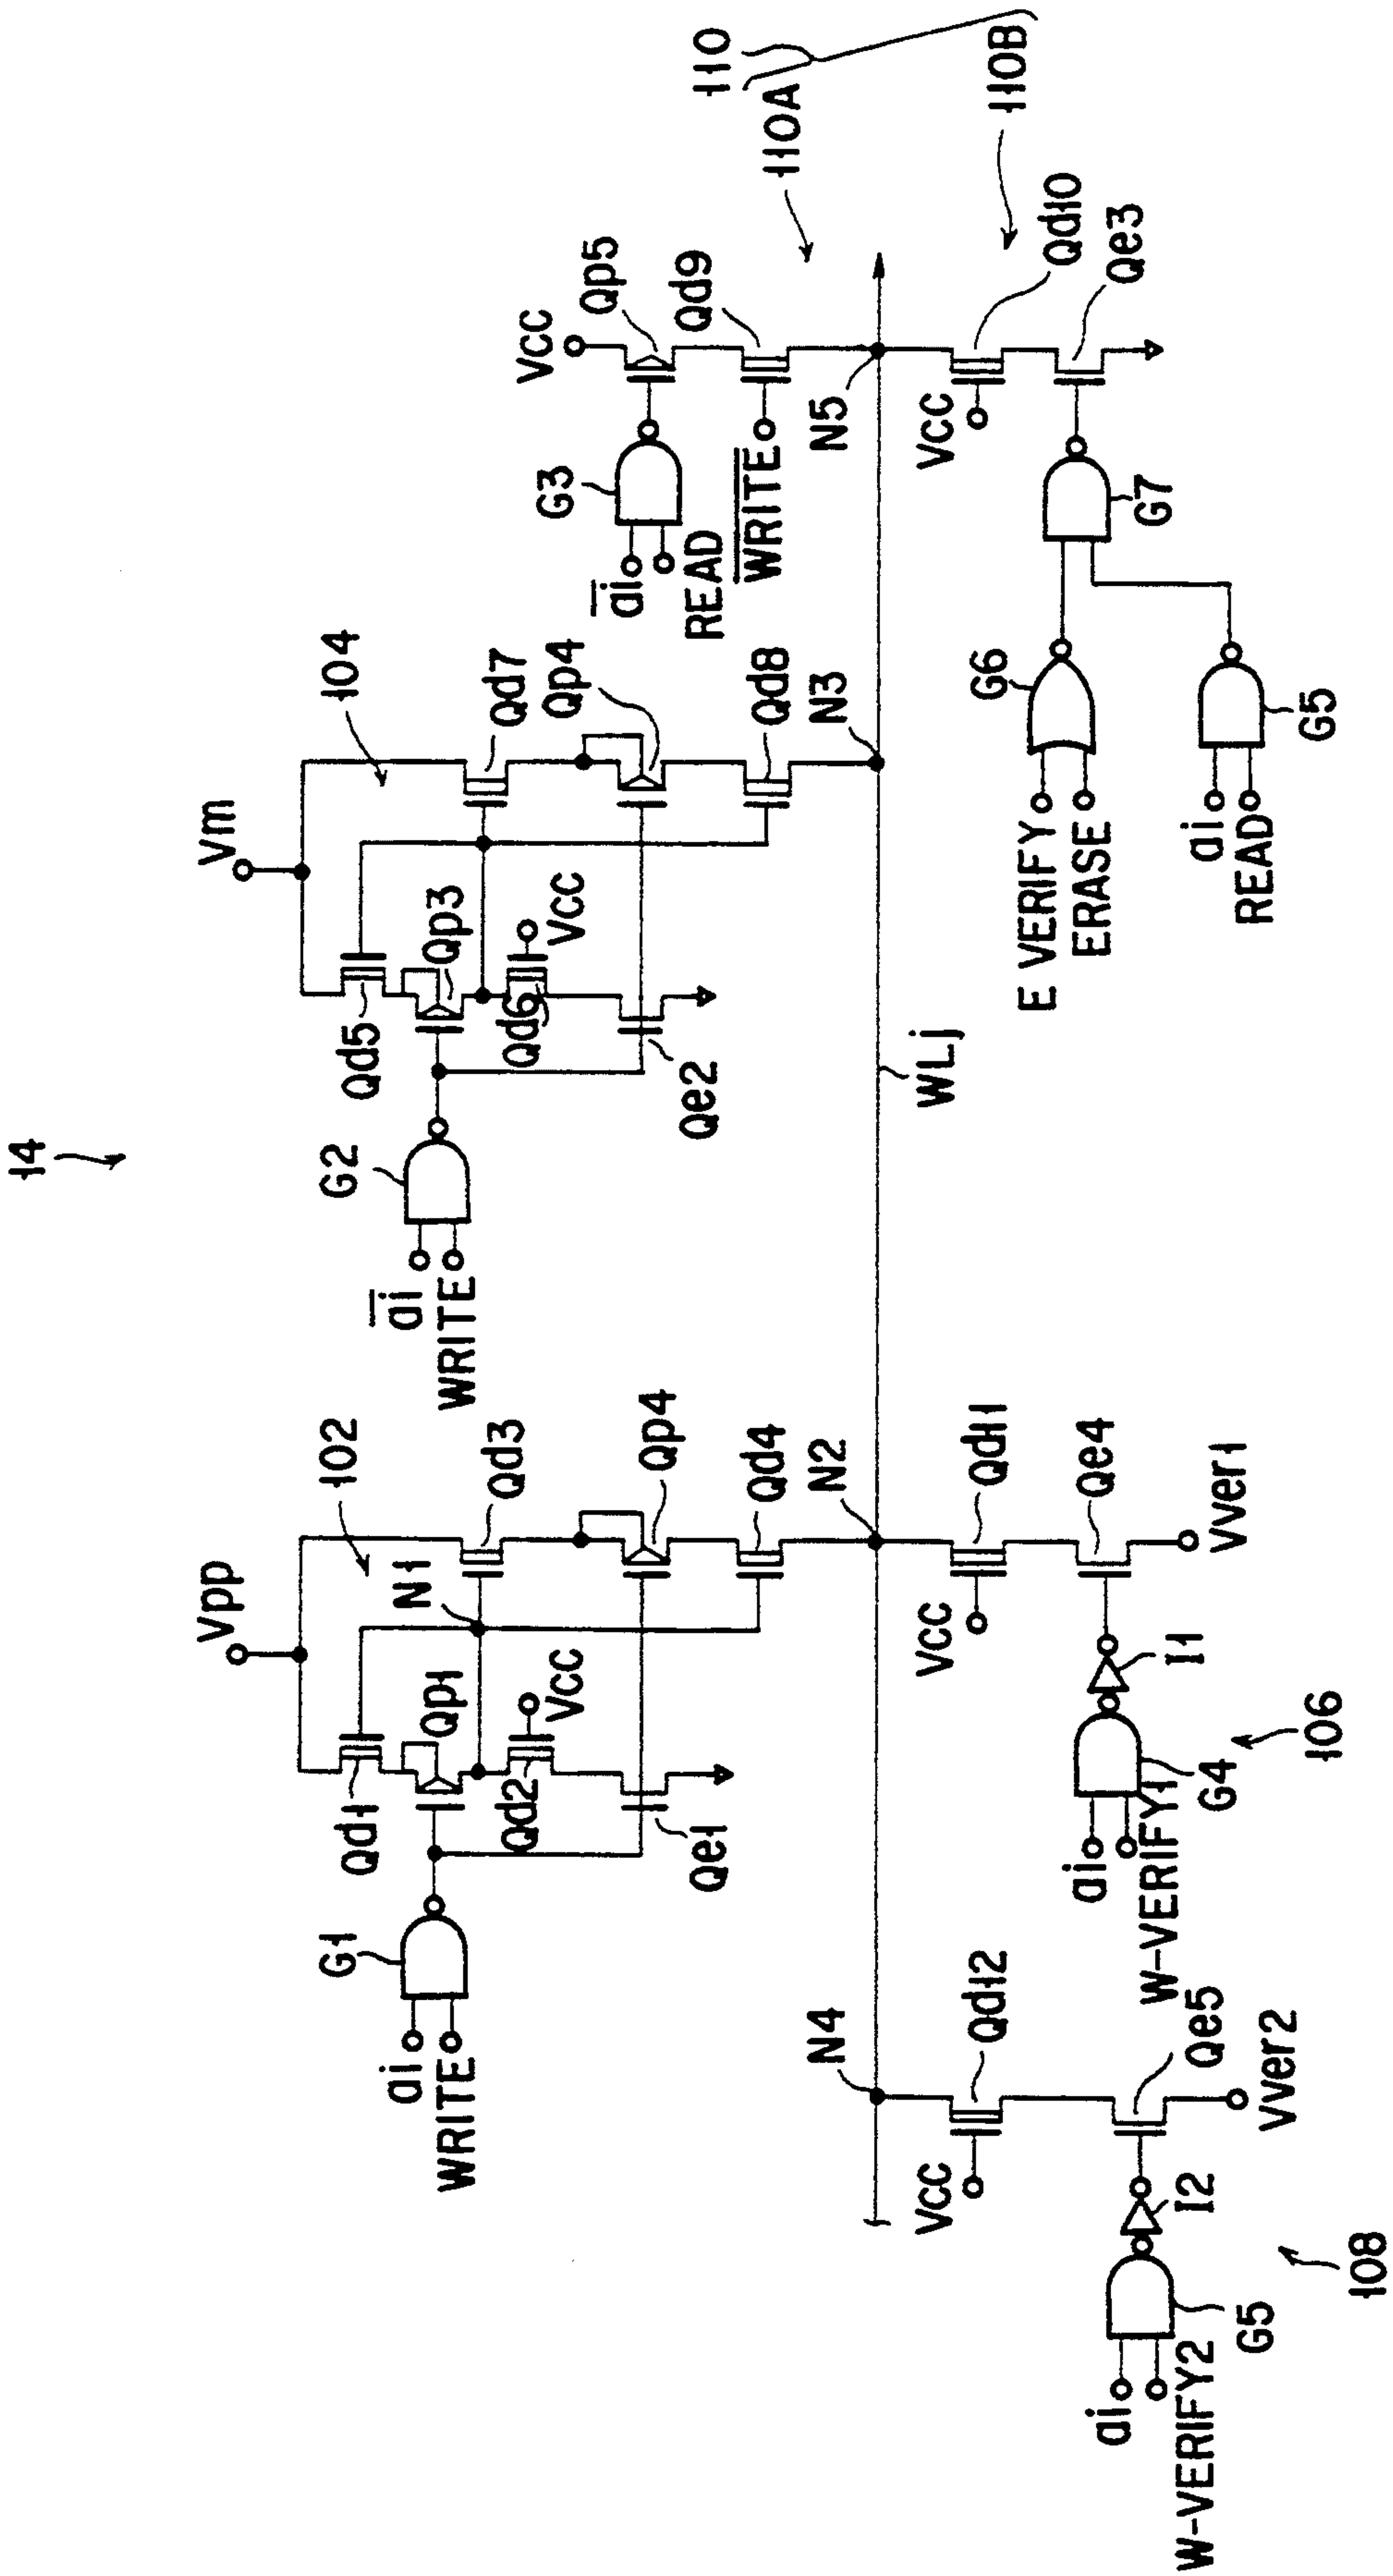 14
Vpp
102
Qd1
Qp1
N1
Qd3
VCC
Qd2
Qp4
G1
ai
WRITE
Qe1
Qd4
N2
Vm
104
Qd5
Qp3
Qd7
VCC
Qd6
Qp4
G2
a̅i̅
WRITE
Qe2
Qd8
N3
VCC
Qp5
G3
a̅i̅
READ
Qd9
W̅R̅I̅T̅E̅
N5
110
110A
110B
WLj
N4
VCC
Qd12
ai
W-VERIFY2
G5
I2
Qe5
Vver2
108
VCC
Qd11
ai
W-VERIFY1
G4
I1
Qe4
Vver1
106
VCC
Qd10
E VERIFY
ERASE
G6
G7
Qe3
ai
READ
G5